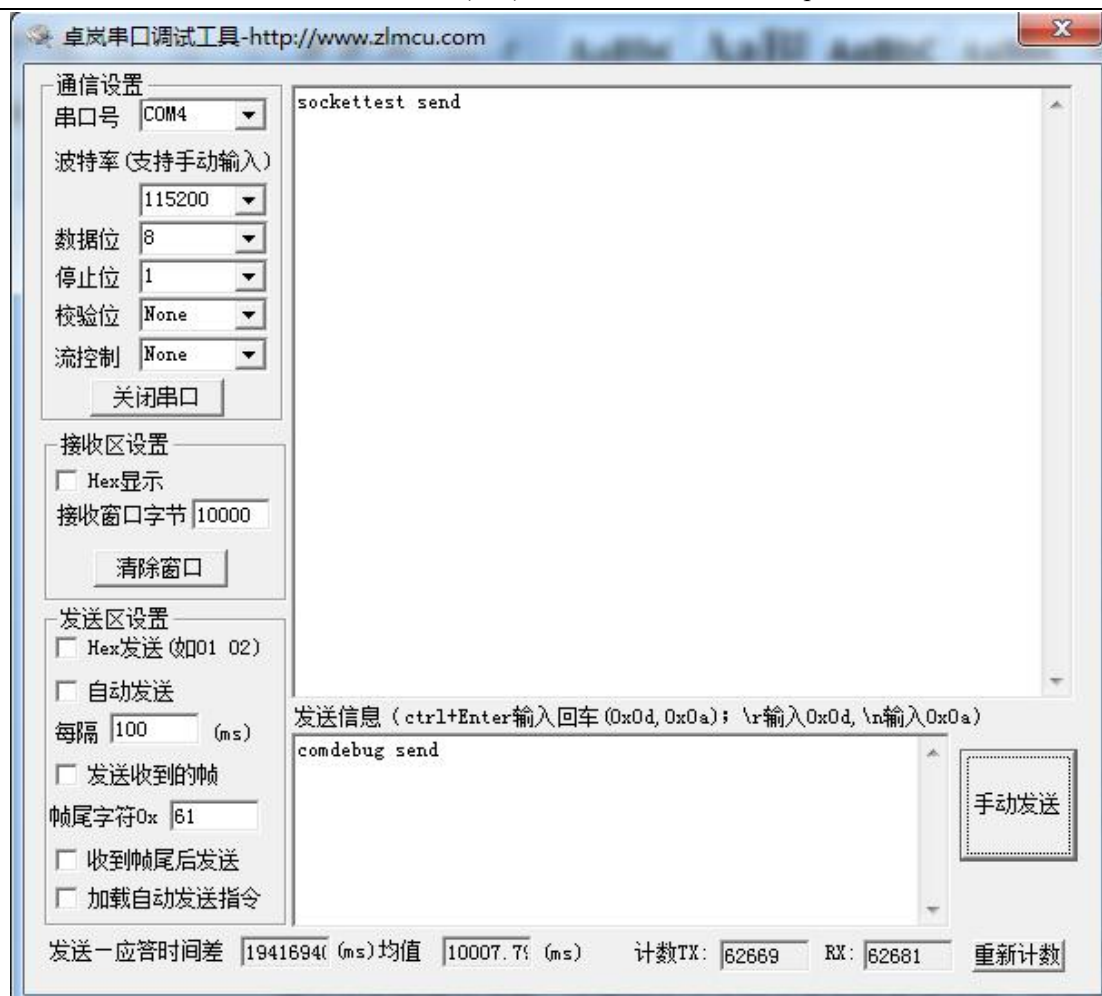 卓岚串口调试工具-http://www.zlmcu.com
X
通信设置
串口号 COM4
波特率(支持手动输入)
115200
数据位 8
停止位 1
校验位 None
流控制 None
关闭串口
接收区设置
Hex显示
接收窗口字节 10000
清除窗口
发送区设置
Hex发送(如01 02)
自动发送
每隔 100 (ms)
发送收到的帧
帧尾字符0x 61
收到帧尾后发送
加载自动发送指令
sockettest send
发送信息（ctrl+Enter输入回车(0x0d,0x0a); \r输入0x0d,\n输入0x0a)
comdebug send
手动发送
发送—应答时间差 (ms)均值 (ms) 计数TX: 62669 RX: 62681 重新计数